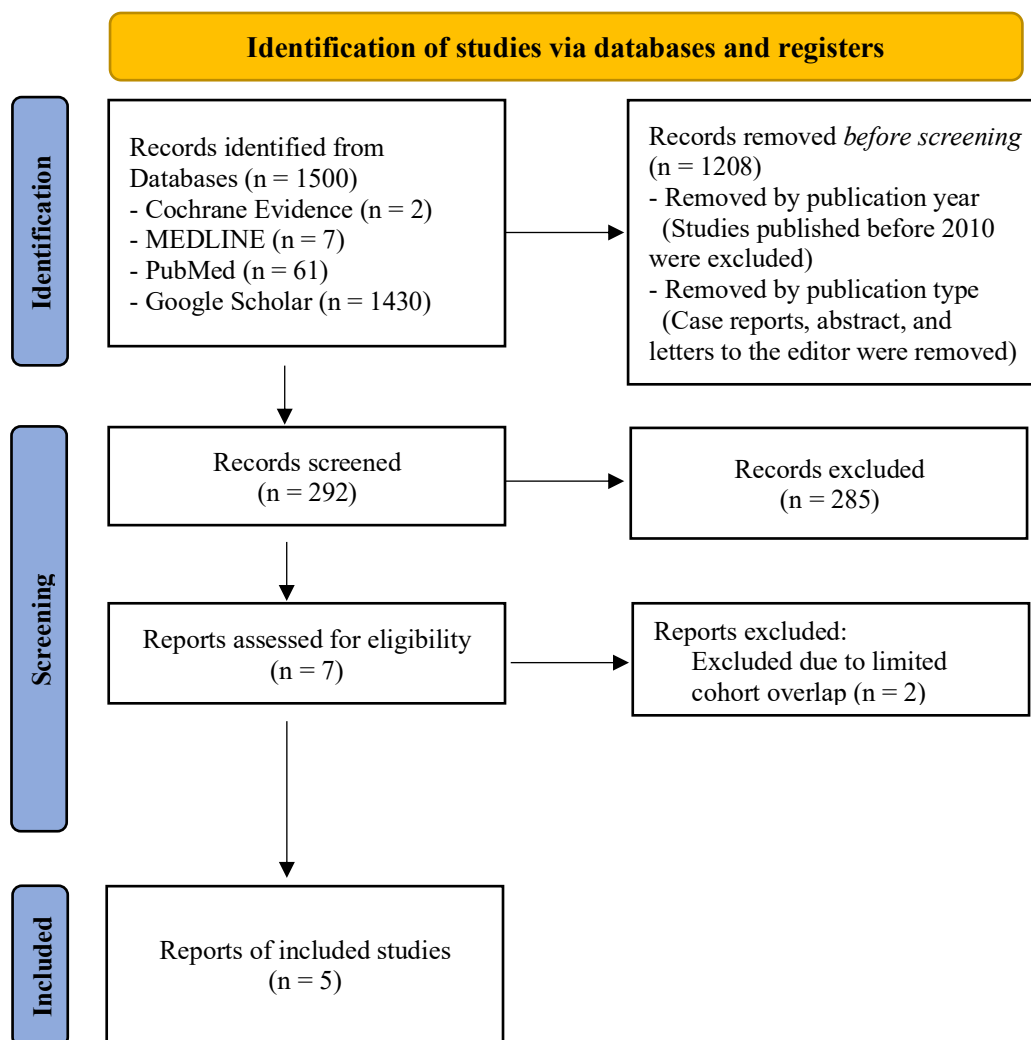 Identification of studies via databases and registers
Identification
Records identified from
Databases (n = 1500)
- Cochrane Evidence (n = 2)
- MEDLINE (n = 7)
- PubMed (n = 61)
- Google Scholar (n = 1430)
Records removed before screening
(n = 1208)
- Removed by publication year
(Studies published before 2010
were excluded)
- Removed by publication type
(Case reports, abstract, and
letters to the editor were removed)
Screening
Records screened
(n = 292)
Records excluded
(n = 285)
Reports assessed for eligibility
(n = 7)
Reports excluded:
Excluded due to limited
cohort overlap (n = 2)
Included
Reports of included studies
(n = 5)